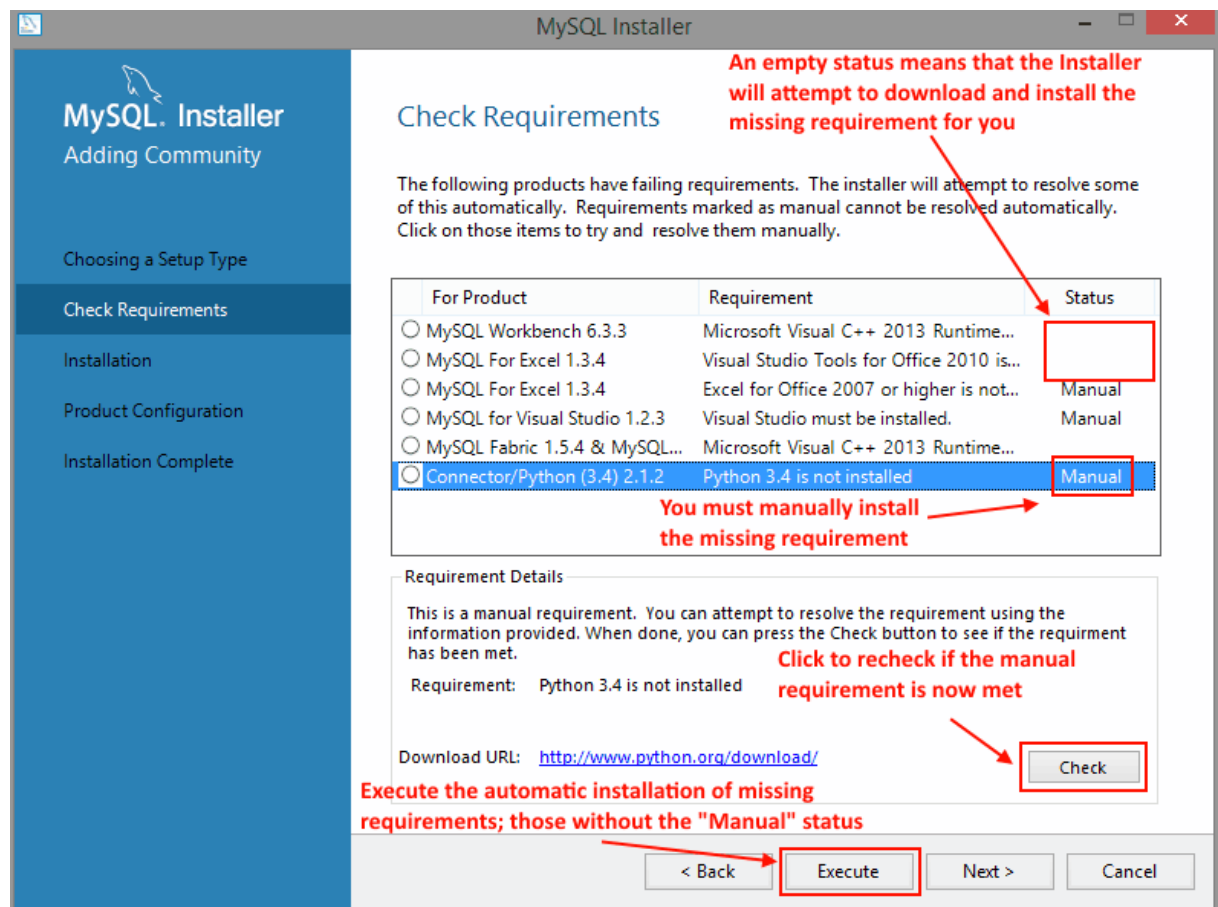 MySQL Installer
An empty status means that the Installer
will attempt to download and install the
missing requirement for you
MySQL. Installer
Adding Community
Choosing a Setup Type
Check Requirements
Installation
Product Configuration
Installation Complete
Check Requirements
The following products have failing requirements. The installer will attempt to resolve some
of this automatically. Requirements marked as manual cannot be resolved automatically.
Click on those items to try and resolve them manually.
For Product Requirement Status
MySQL Workbench 6.3.3 Microsoft Visual C++ 2013 Runtime...
MySQL For Excel 1.3.4 Visual Studio Tools for Office 2010 is...
MySQL For Excel 1.3.4 Excel for Office 2007 or higher is not... Manual
MySQL for Visual Studio 1.2.3 Visual Studio must be installed. Manual
MySQL Fabric 1.5.4 & MySQL... Microsoft Visual C++ 2013 Runtime...
Connector/Python (3.4) 2.1.2 Python 3.4 is not installed Manual
You must manually install
the missing requirement
Requirement Details
This is a manual requirement. You can attempt to resolve the requirement using the
information provided. When done, you can press the Check button to see if the requirment
has been met.
Click to recheck if the manual
requirement is now met
Requirement: Python 3.4 is not installed
Download URL: http://www.python.org/download/
Check
Execute the automatic installation of missing
requirements; those without the "Manual" status
< Back Execute Next > Cancel